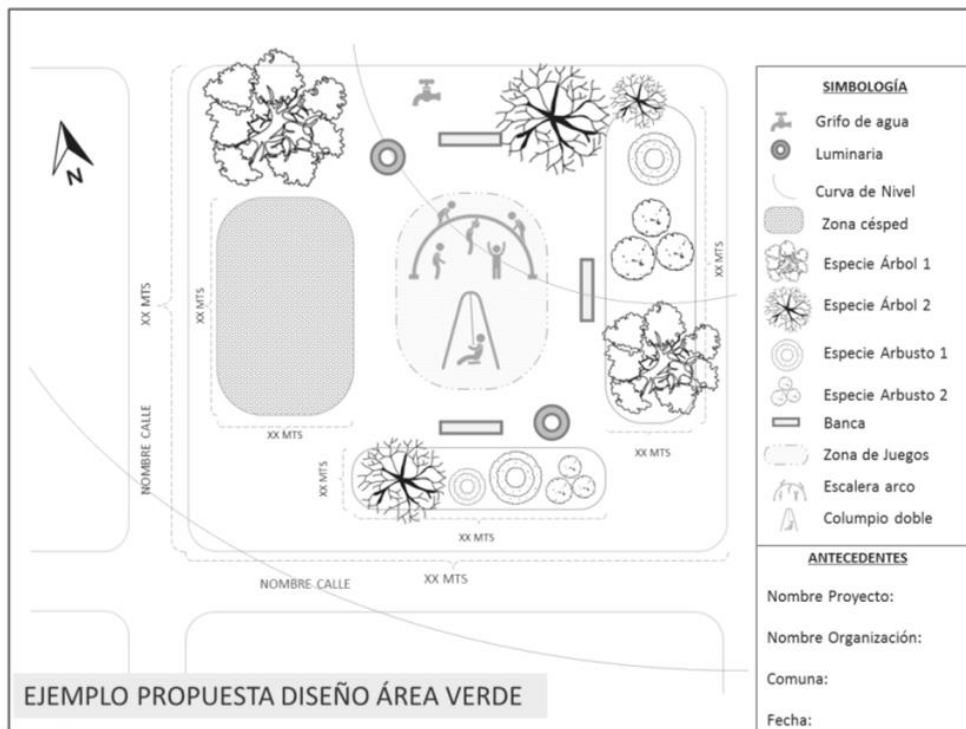 N
XX MTS
NOMBRE CALLE
XX MTS
XX MTS
XX MTS
XX MTS
XX MTS
XX MTS
NOMBRE CALLE
XX MTS
EJEMPLO PROPUESTA DISEÑO ÁREA VERDE
SIMBOLOGÍA
Grifo de agua
Luminaria
Curva de Nivel
Zona césped
Especie Árbol 1
Especie Árbol 2
Especie Arbusto 1
Especie Arbusto 2
Banca
Zona de Juegos
Escalera arco
Columpio doble
ANTECEDENTES
Nombre Proyecto:
Nombre Organización:
Comuna:
Fecha: